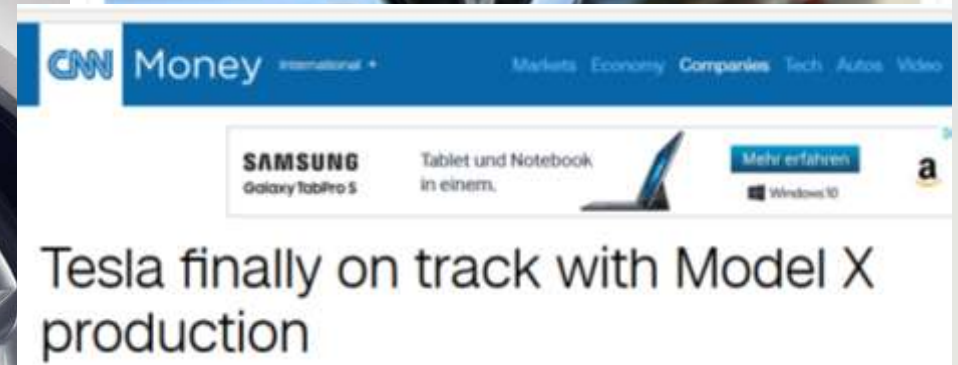 CNN Money International +
Markets Economy Companies Tech Autos Video
SAMSUNG
Galaxy TabPro S
Tablet und Notebook
in einem.
Mehr erfahren
Windows 10
a
Tesla finally on track with Model X
production